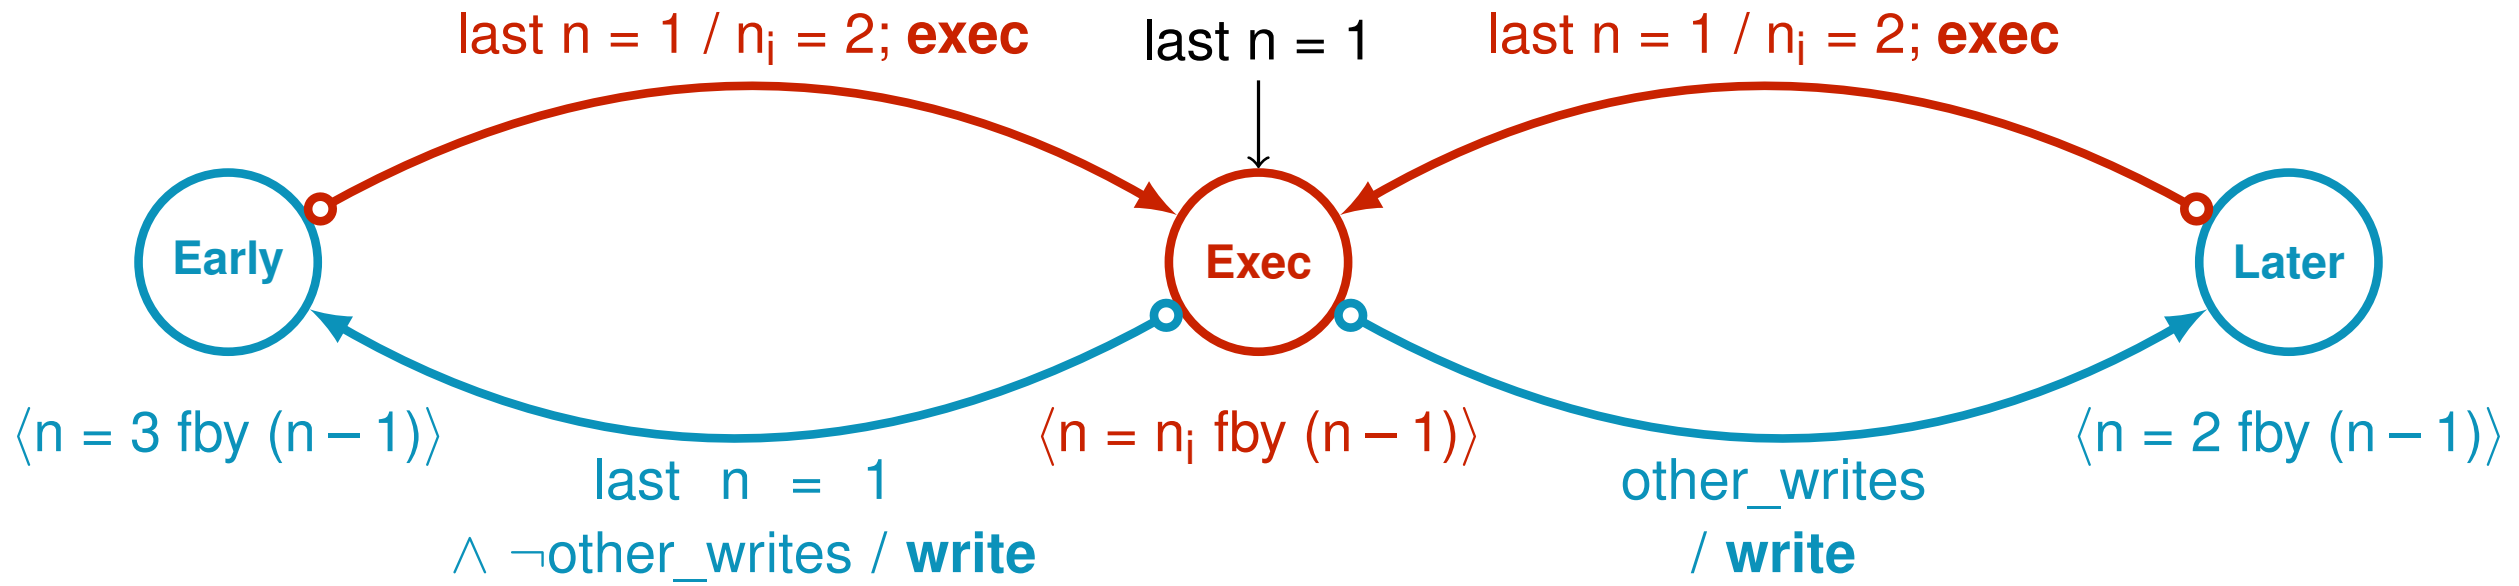 last n = 1 / nᵢ = 2; exec
last n = 1
last n = 1 / nᵢ = 2; exec
Early
Exec
Later
⟨n = 3 fby (n − 1)⟩
⟨n = nᵢ fby (n − 1)⟩
⟨n = 2 fby (n − 1)⟩
last n = 1
∧ ¬other_writes / write
other_writes
/ write